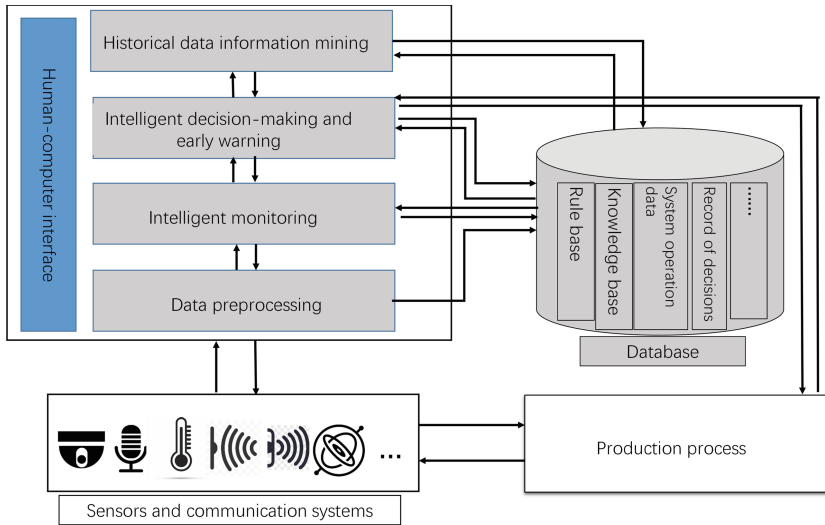 Human-computer interface
Historical data information mining
Intelligent decision-making and
early warning
Intelligent monitoring
Data preprocessing
Rule base
Knowledge base
System operation
data
Record of decisions
......
Database
...
Sensors and communication systems
Production process